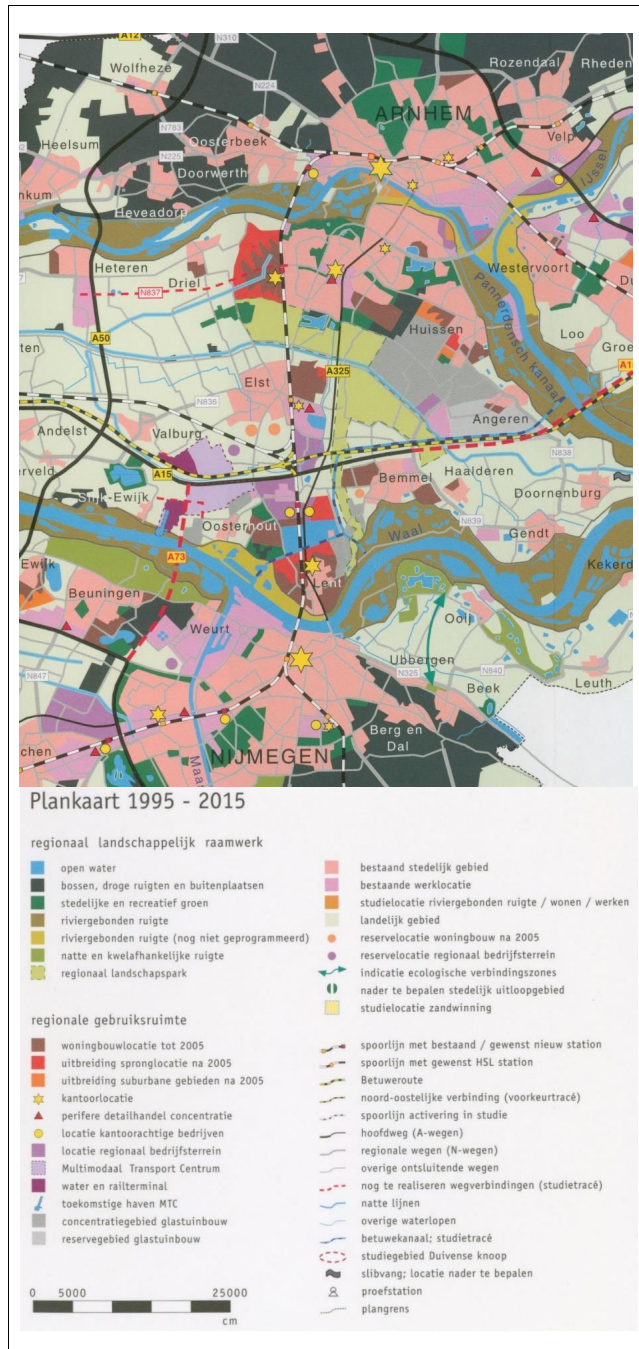 A12
N310
Wolfheze
Rozendaal
Rheden
N224
ARNHEM
N783
Heelsum
Oosterbeek
Velp
N225
Doorwerth
IJssel
nkum
Heveadorp
Heteren
Driel
Westervoort
N837
Pannerdensch kanaal
Huissen
Loo
Groe
A50
ten
A325
Elst
N836
Angeren
Andelst
Valburg
A15
Bemmel
Haalderen
N838
erveld
Slijk-Ewijk
Doornenburg
Oosterhout
N839
Gendt
Waal
Ewijk
A73
Kekerd
Beuningen
Lent
Weurt
Ooij
Ubbergen
N325
N840
N847
Beek
Leuth
Berg en
Dal
chen
NIJMEGEN
Maa
Plankaart 1995 - 2015
regionaal landschappelijk raamwerk
open water
bossen, droge ruigten en buitenplaatsen
stedelijke en recreatief groen
riviergebonden ruigte
riviergebonden ruigte (nog niet geprogrammeerd)
natte en kwelafhankelijke ruigte
regionaal landschapspark
bestaand stedelijk gebied
bestaande werklocatie
studielocatie riviergebonden ruigte / wonen / werken
landelijk gebied
reservelocatie woningbouw na 2005
reservelocatie regionaal bedrijfsterrein
indicatie ecologische verbindingszones
nader te bepalen stedelijk uitloopgebied
studielocatie zandwinning
regionale gebruiksruimte
woningbouwlocatie tot 2005
uitbreiding spronglocatie na 2005
uitbreiding suburbane gebieden na 2005
kantoorlocatie
perifere detailhandel concentratie
locatie kantoorachtige bedrijven
locatie regionaal bedrijfsterrein
Multimodaal Transport Centrum
water en railterminal
toekomstige haven MTC
concentratiegebied glastuinbouw
reservegebied glastuinbouw
spoorlijn met bestaand / gewenst nieuw station
spoorlijn met gewenst HSL station
Betuweroute
noord-oostelijke verbinding (voorkeurtracé)
spoorlijn activering in studie
hoofdweg (A-wegen)
regionale wegen (N-wegen)
overige ontsluitende wegen
nog te realiseren wegverbindingen (studietracé)
natte lijnen
overige waterlopen
betuwekanaal; studietracé
studiegebied Duivense knoop
slibvang; locatie nader te bepalen
proefstation
plangrens
0 5000 25000
cm